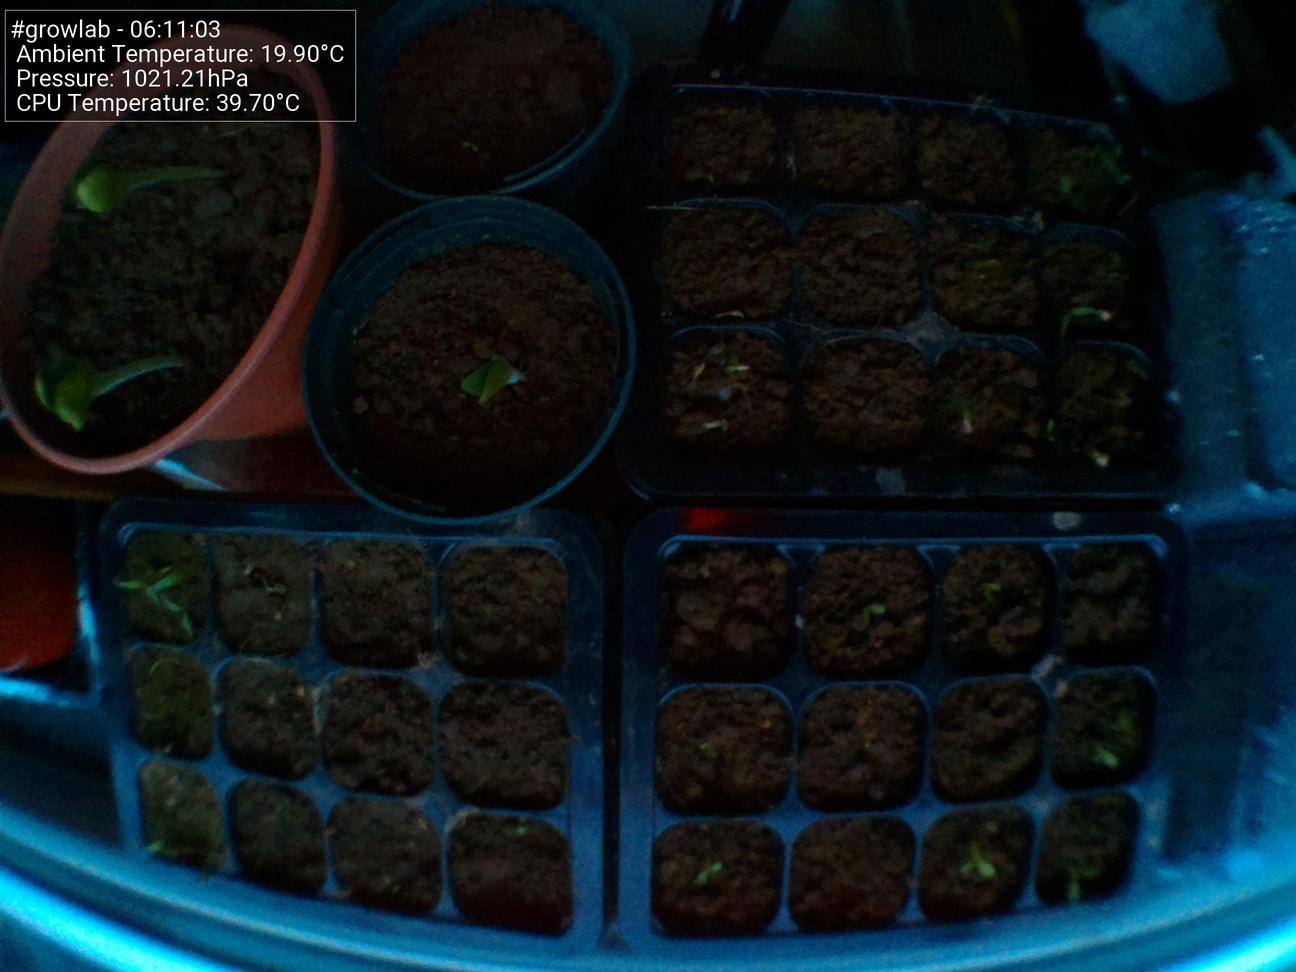 #growlab - 06:11:03
Ambient Temperature: 19.90°C
Pressure: 1021.21hPa
CPU Temperature: 39.70°C